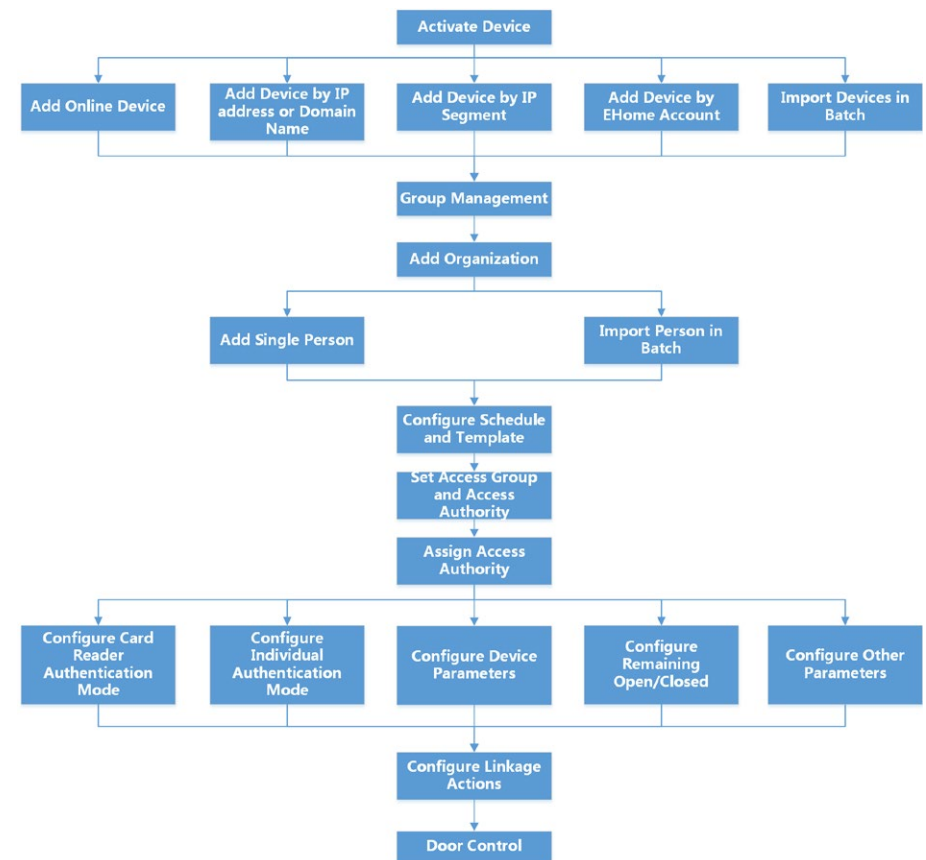 Activate Device
Add Online Device
Add Device by IP
address or Domain
Name
Add Device by IP
Segment
Add Device by
EHome Account
Import Devices in
Batch
Group Management
Add Organization
Add Single Person
Import Person in
Batch
Configure Schedule
and Template
Set Access Group
and Access
Authority
Assign Access
Authority
Configure Card
Reader
Authentication
Mode
Configure
Individual
Authentication
Mode
Configure Device
Parameters
Configure
Remaining
Open/Closed
Configure Other
Parameters
Configure Linkage
Actions
Door Control